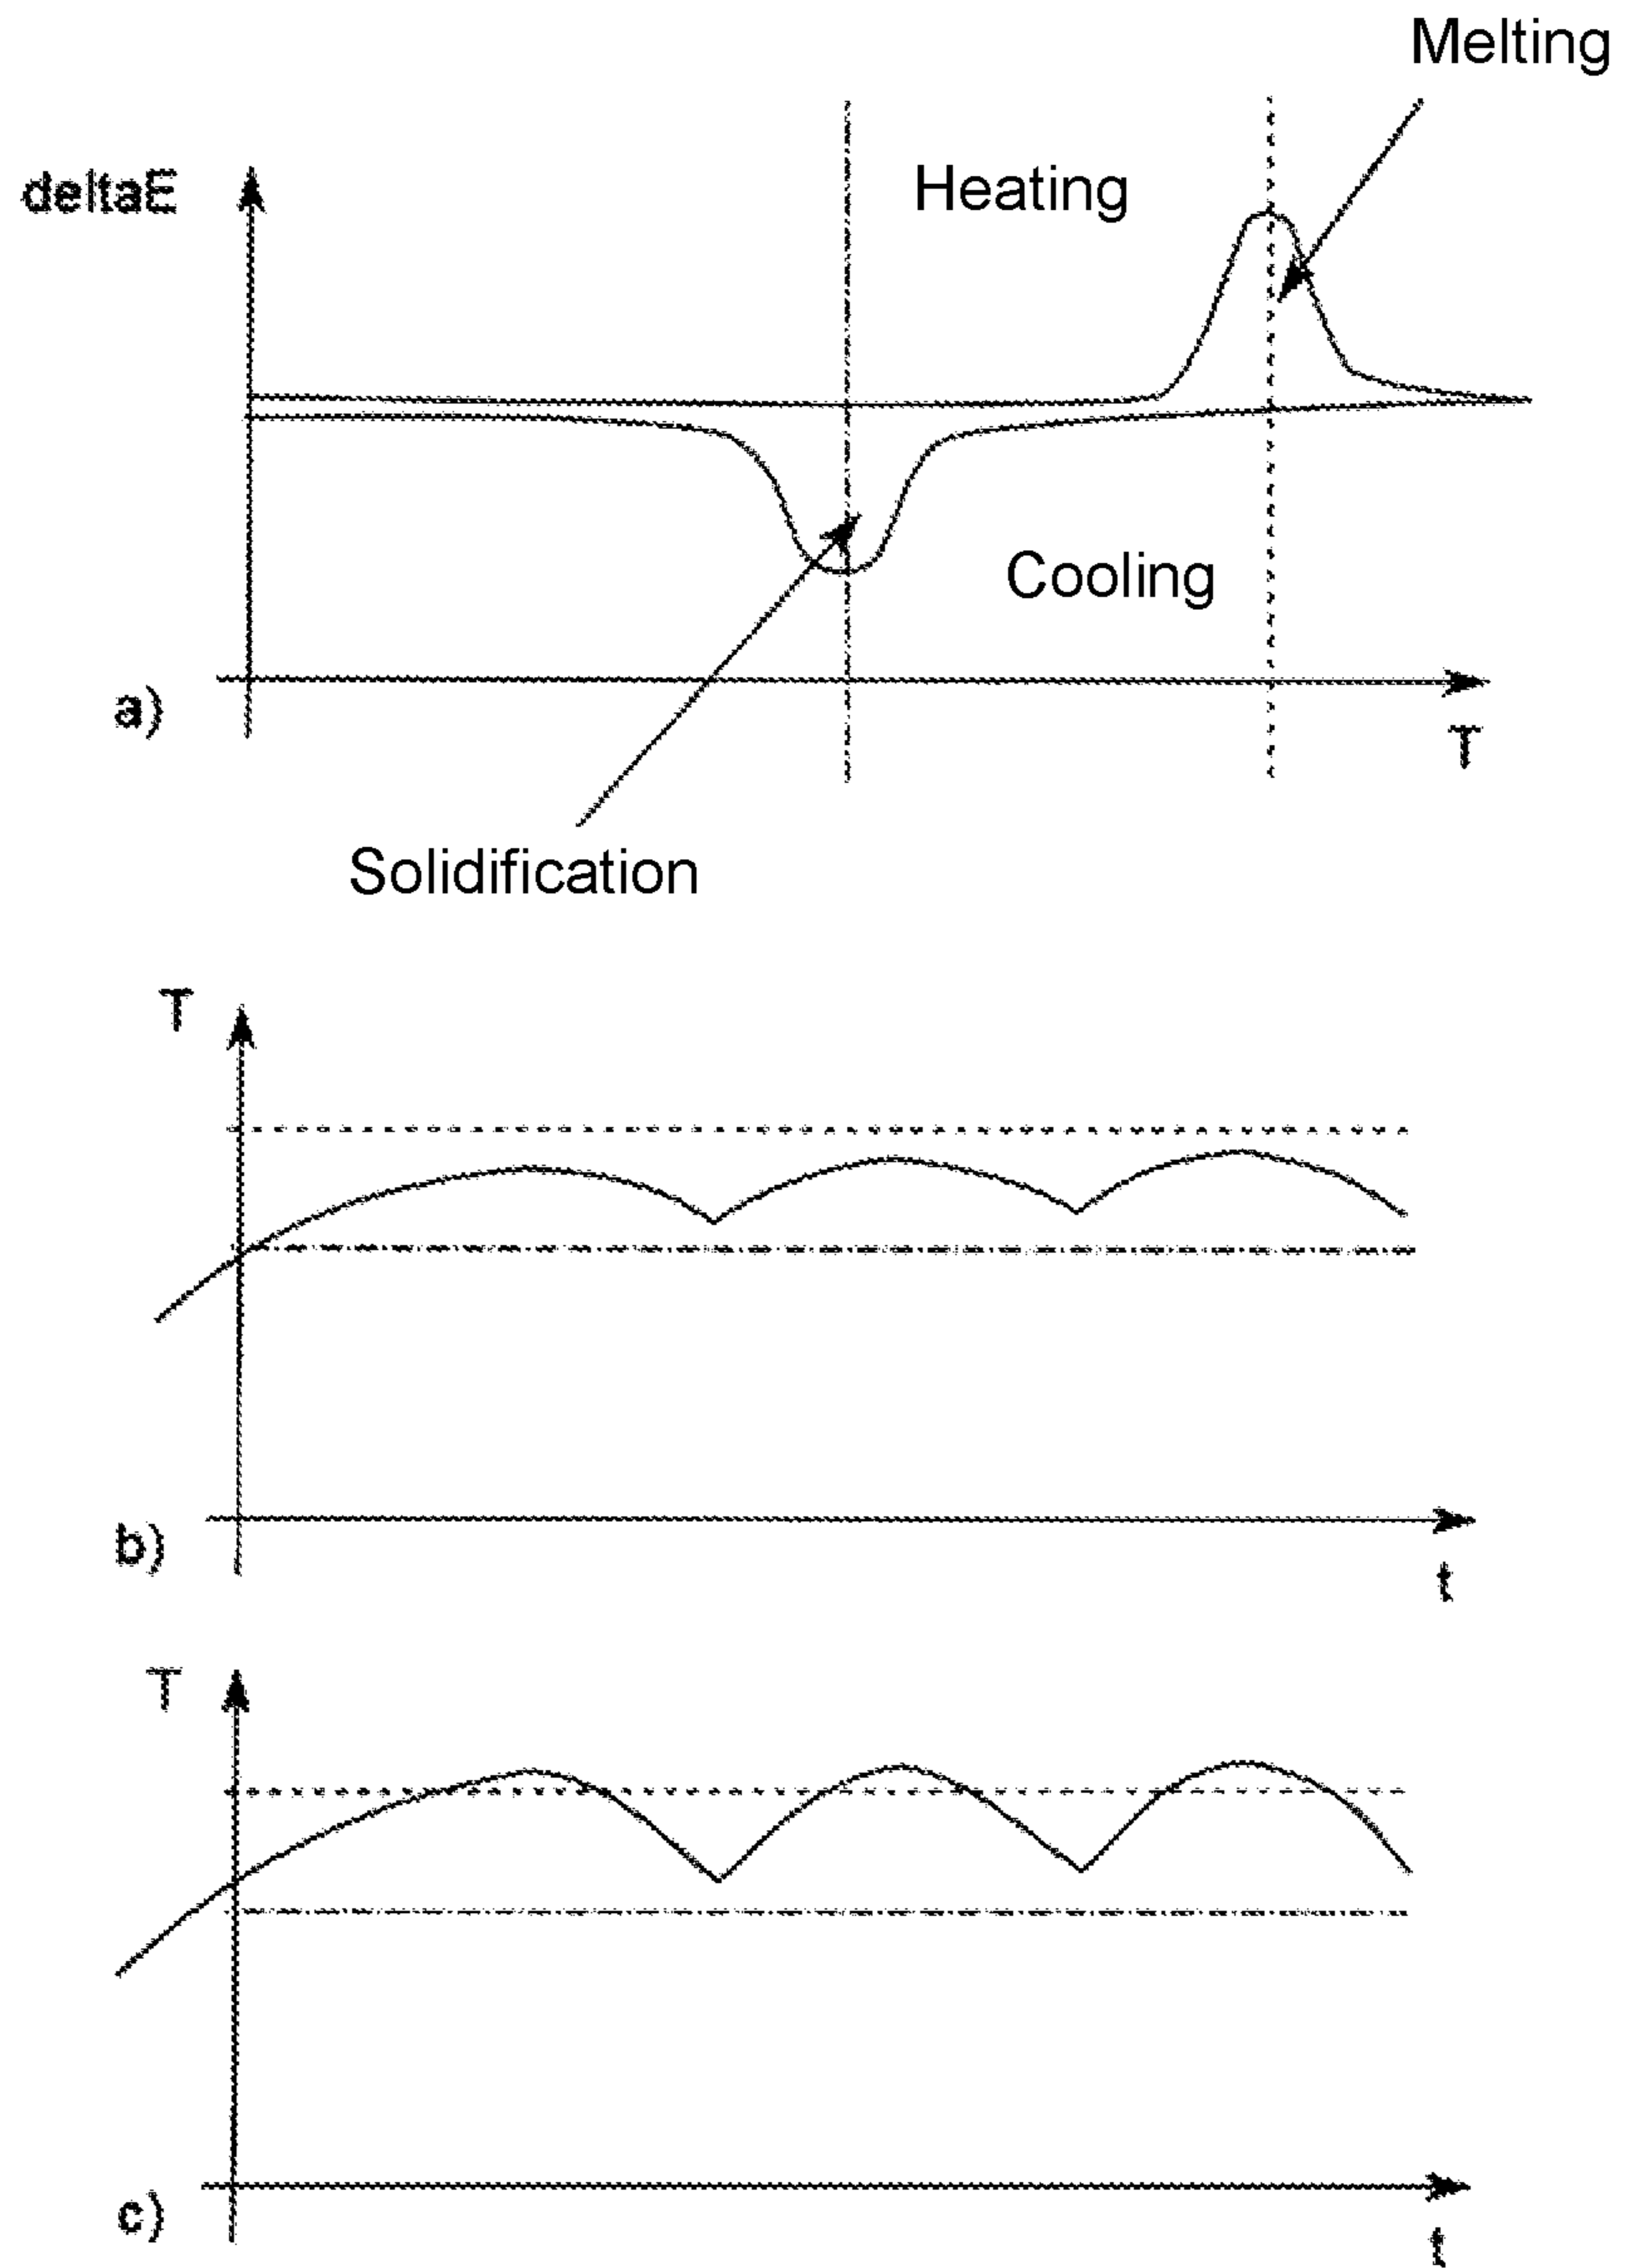 Melting
deltaE
Heating
Cooling
a)
T
Solidification
T
b)
t
T
c)
t